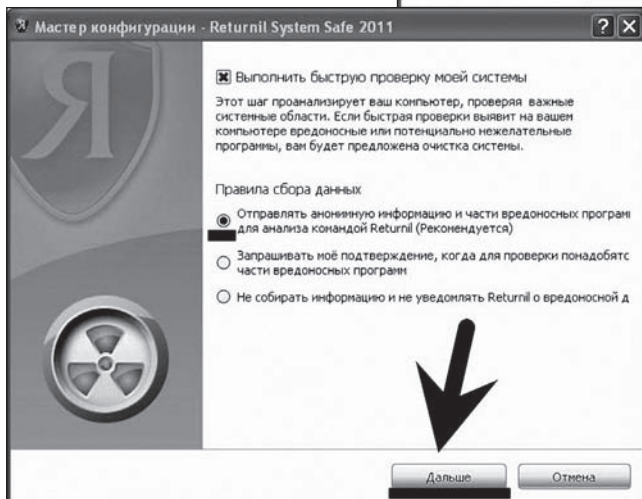 Мастер конфигурации - Returnil System Safe 2011
Выполнить быструю проверку моей системы
Этот шаг проанализирует ваш компьютер, проверяя важные
системные области. Если быстрая проверки выявит на вашем
компьютере вредоносные или потенциально нежелательные
программы, вам будет предложена очистка системы.
Правила сбора данных
Отправлять анонимную информацию и части вредоносных програм
для анализа командой Returnil (Рекомендуется)
Запрашивать моё подтверждение, когда для проверки понадобятс
части вредоносных программ
Не собирать информацию и не уведомлять Returnil о вредоносной д
Дальше
Отмена